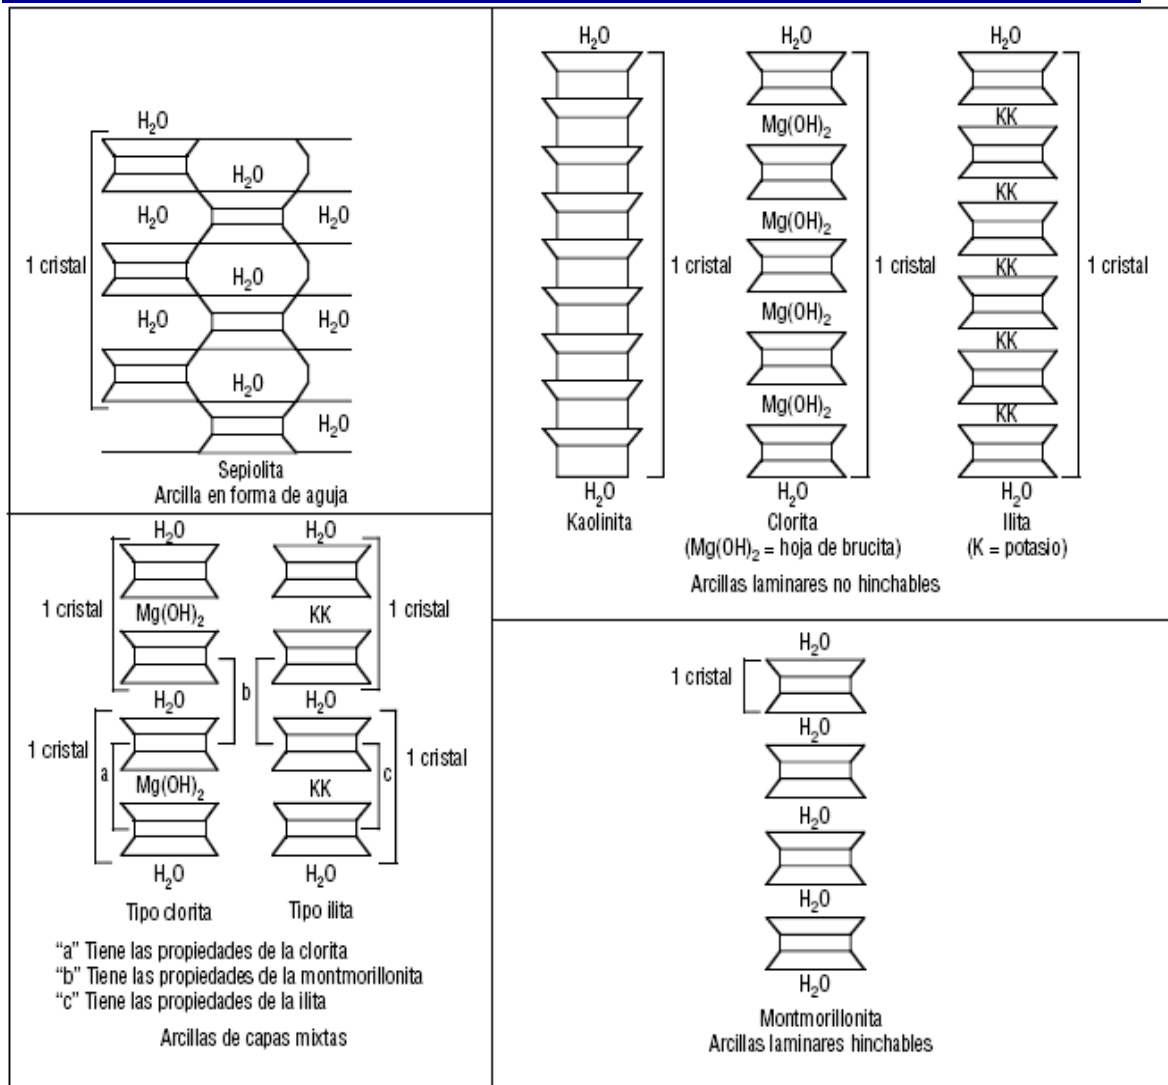 H₂O
H₂O
H₂O
H₂O
1 cristal
H₂O
H₂O
H₂O
H₂O
H₂O
Sepiolita
Arcilla en forma de aguja
H₂O
1 cristal
H₂O
Kaolinita
H₂O
Mg(OH)₂
Mg(OH)₂
1 cristal
Mg(OH)₂
Mg(OH)₂
H₂O
Clorita
(Mg(OH)₂ = hoja de brucita)
H₂O
KK
KK
KK
1 cristal
KK
KK
H₂O
Ilita
(K = potasio)
Arcillas laminares no hinchables
H₂O
1 cristal
Mg(OH)₂
H₂O
1 cristal
a
Mg(OH)₂
H₂O
Tipo clorita
b
H₂O
KK
1 cristal
H₂O
1 cristal
c
KK
H₂O
Tipo ilita
“a” Tiene las propiedades de la clorita
“b” Tiene las propiedades de la montmorillonita
“c” Tiene las propiedades de la ilita
Arcillas de capas mixtas
H₂O
1 cristal
H₂O
H₂O
H₂O
H₂O
Montmorillonita
Arcillas laminares hinchables